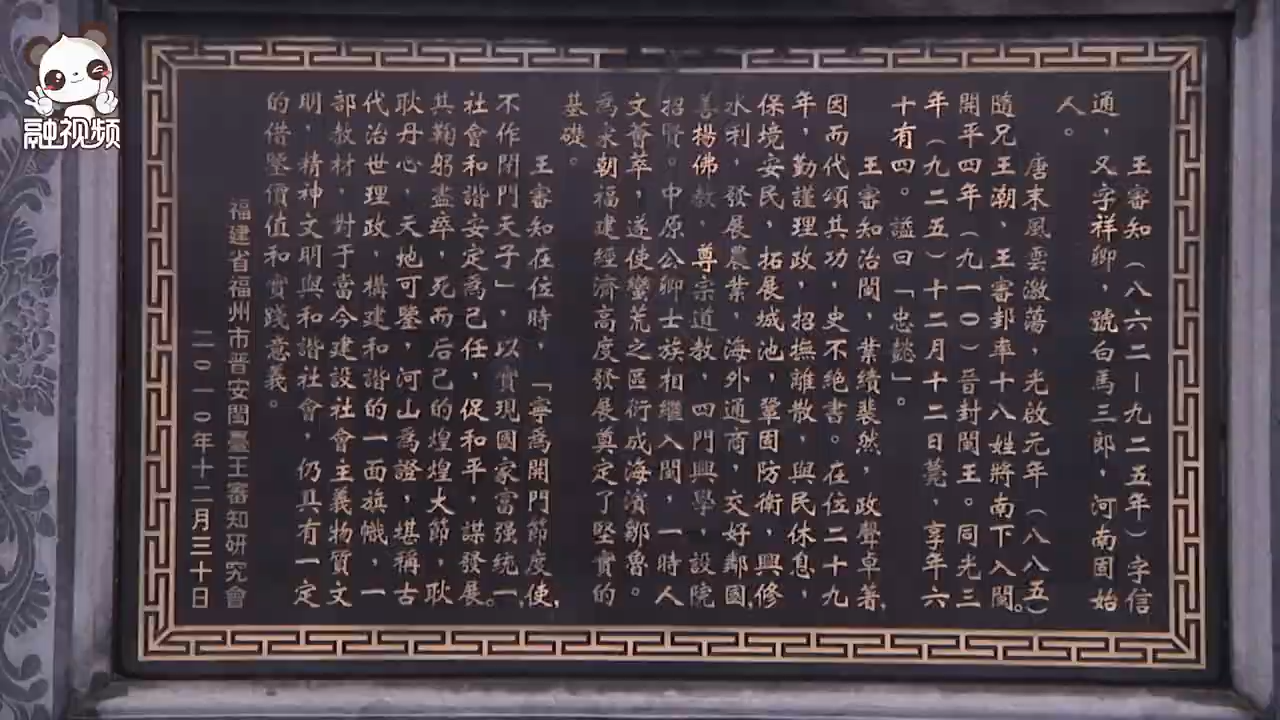 融视频
王審知（八六二－九二五年）字信
通，又字祥卿，號白馬三郎，河南固始
人。
唐末風雲激蕩，光啟元年（八八五）
隨兄王潮、王審邽率十八姓將南下入閩。
開平四年（九一〇）晉封閩王。同光三
年（九二五）十二月十二日薨，享年六
十有四。謚曰「忠懿」。
王審知治閩，業績裴然，政聲卓著，
因而代頌其功，史不絕書。在位二十九
年，勤謹理政，招撫離散，與民休息，
保境安民，拓展城池，鞏固防衛，興修
水利，發展農業，海外通商，交好鄰國，
善楊佛教，尊宗道教，四門興學，設院
招賢。中原公卿士族相繼入閩，一時人
文薈萃，遂使蠻荒之區衍成海濱鄒魯。
為宋朝福建經濟高度發展奠定了堅實的
基礎。
王審知在位時，「寧爲開門節度使，
不作閉門天子」，以實現國家富强統一，
社會和諧安定爲己任，促和平，謀發展。
其鞠躬盡瘁，死而后已的煌煌大節，耿
耿丹心，天地可鑒，河山爲證，堪稱古
代治世理政、構建和諧的一面旗幟，一
部教材，對于當今建設社會主義物質文
明，精神文明與和諧社會，仍具有一定
的借鑒價值和實踐意義。
福建省福州市晋安閩臺王審知研究會
二〇一〇年十二月三十日